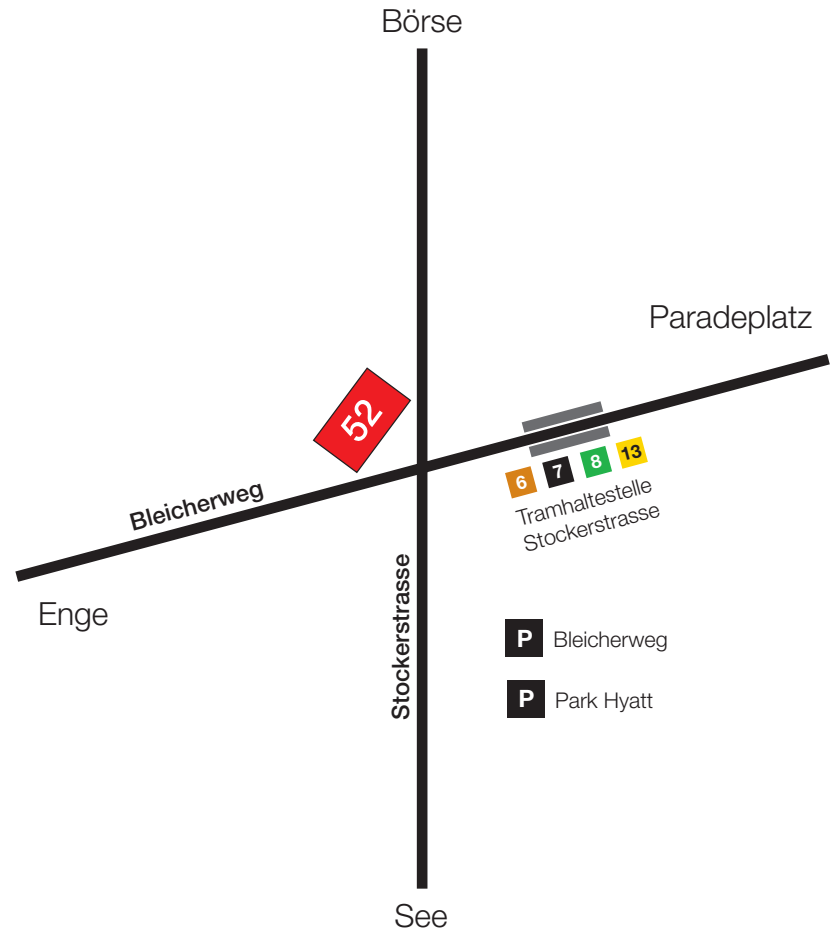 Börse
Paradeplatz
52
6 7 8 13
Tramhaltestelle
Stockerstrasse
Bleicherweg
Enge
Stockerstrasse
P Bleicherweg
P Park Hyatt
See